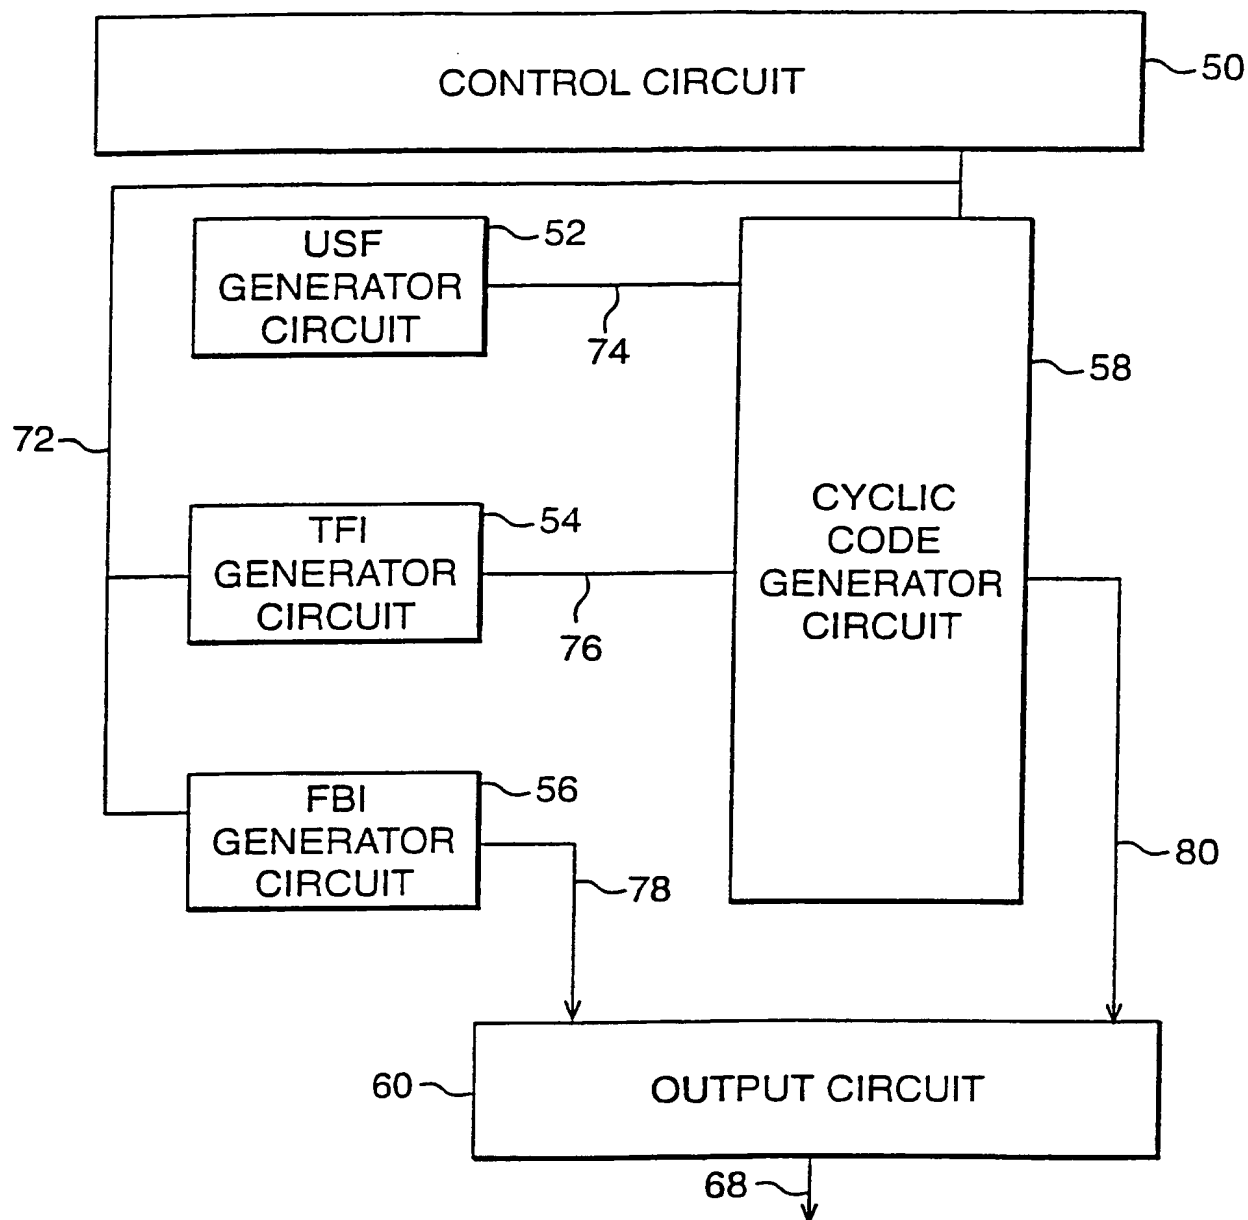 CONTROL CIRCUIT
50
USF
GENERATOR
CIRCUIT
52
74
58
72
TFI
GENERATOR
CIRCUIT
54
76
CYCLIC
CODE
GENERATOR
CIRCUIT
FBI
GENERATOR
CIRCUIT
56
78
80
60
OUTPUT CIRCUIT
68